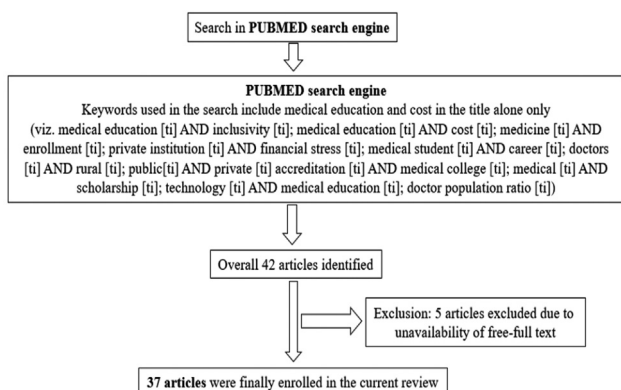 Search in PUBMED search engine
PUBMED search engine
Keywords used in the search include medical education and cost in the title alone only
(viz. medical education [ti] AND inclusivity [ti]; medical education [ti] AND cost [ti]; medicine [ti] AND
enrollment [ti]; private institution [ti] AND financial stress [ti]; medical student [ti] AND career [ti]; doctors
[ti] AND rural [ti]; public[ti] AND private [ti] accreditation [ti] AND medical college [ti]; medical [ti] AND
scholarship [ti]; technology [ti] AND medical education [ti]; doctor population ratio [ti])
Overall 42 articles identified
Exclusion: 5 articles excluded due to
unavailability of free-full text
37 articles were finally enrolled in the current review